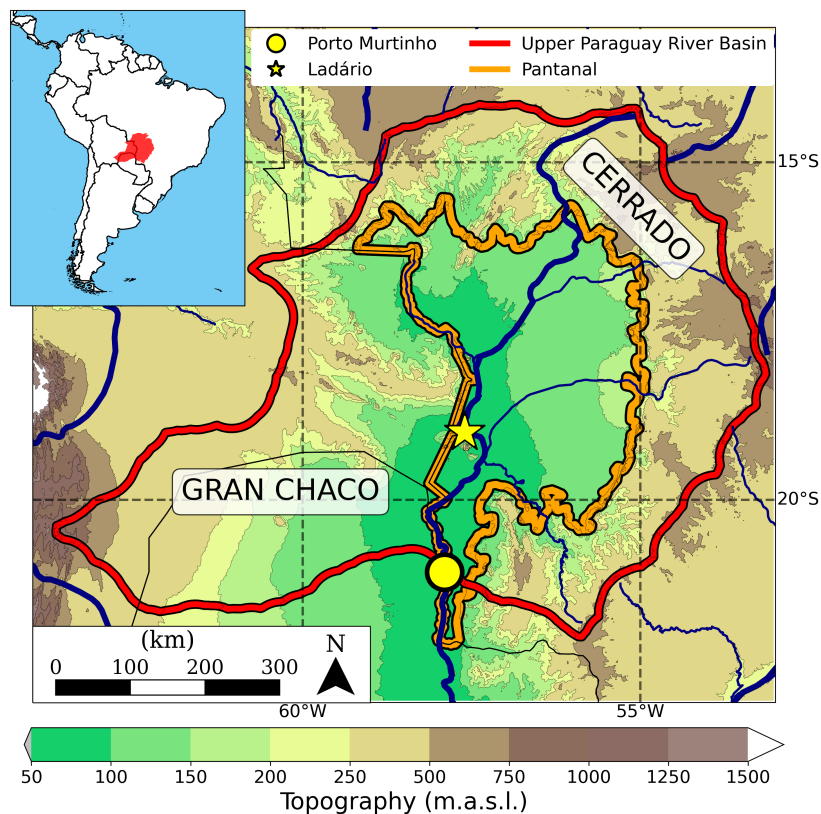 Porto Murtinho
Upper Paraguay River Basin
Ladário
Pantanal
15°S
CERRADO
GRAN CHACO
20°S
(km)
N
0 100 200 300
60°W 55°W
50 100 150 200 250 500 750 1000 1250 1500
Topography (m.a.s.l.)